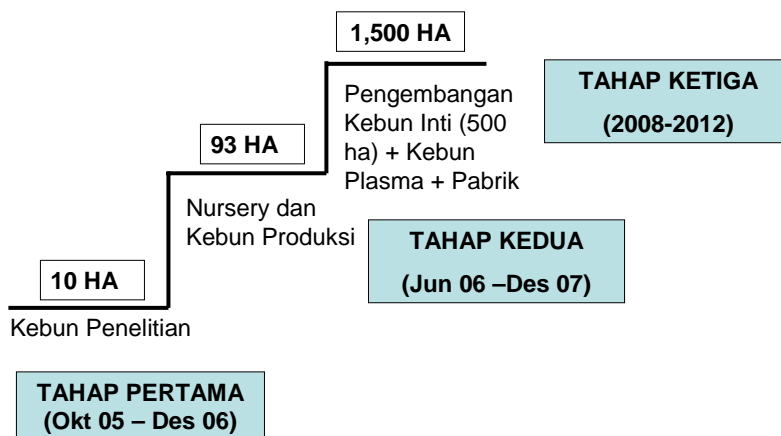 1,500 HA
Pengembangan
Kebun Inti (500
ha) + Kebun
Plasma + Pabrik
TAHAP KETIGA
(2008-2012)
93 HA
Nursery dan
Kebun Produksi
TAHAP KEDUA
(Jun 06 –Des 07)
10 HA
Kebun Penelitian
TAHAP PERTAMA
(Okt 05 – Des 06)